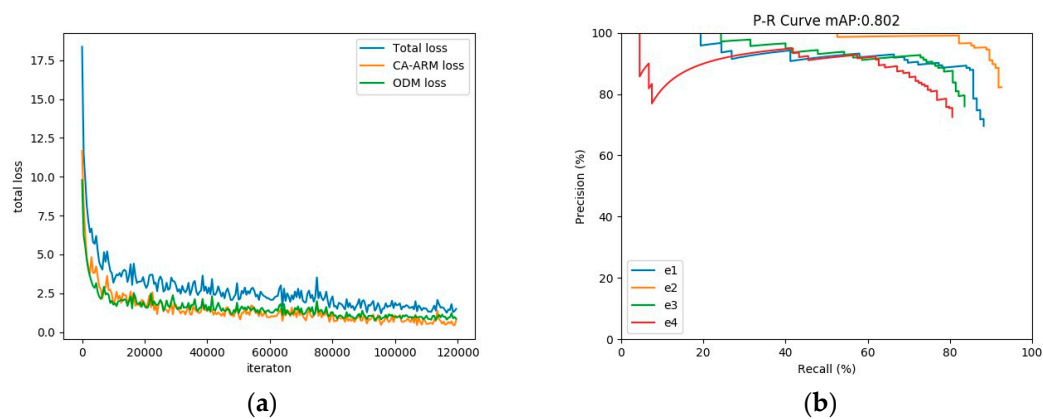 17.5
15.0
12.5
10.0
7.5
5.0
2.5
0.0
total loss
Total loss
CA-ARM loss
ODM loss
0 20000 40000 60000 80000 100000 120000
iteraton
(a)
P-R Curve mAP:0.802
100
80
60
40
20
0
Precision (%)
e1
e2
e3
e4
0 20 40 60 80 100
Recall (%)
(b)